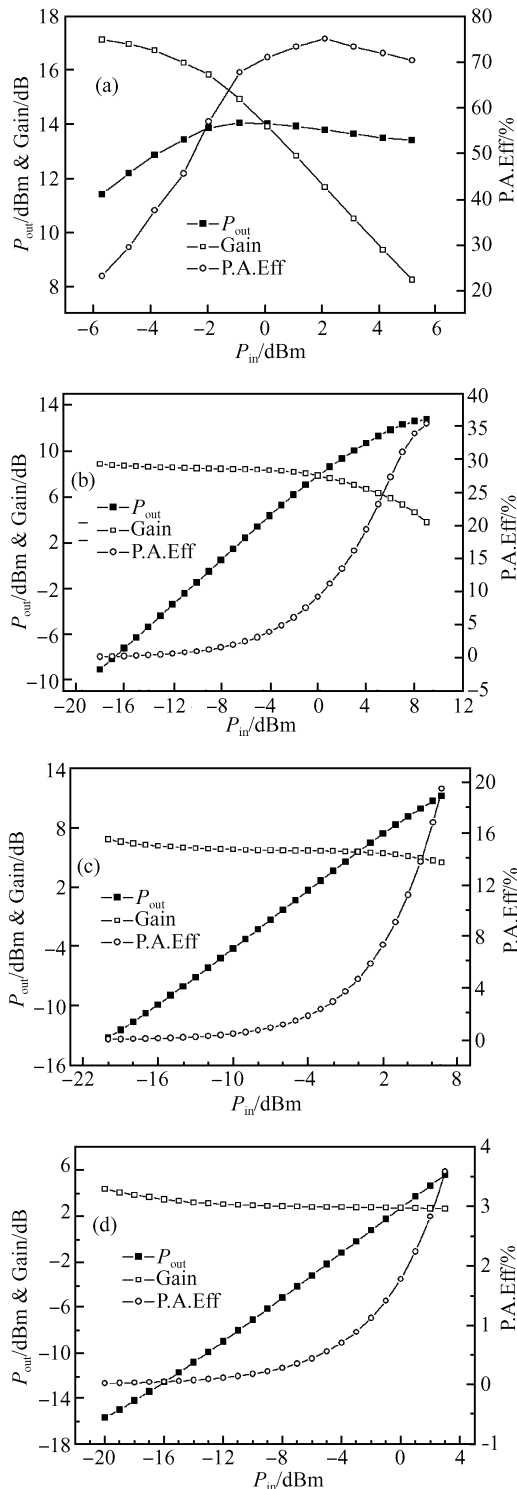 18
16
14
12
10
8
P_out/dBm & Gain/dB
(a)
P_out
Gain
P.A.Eff
80
70
60
50
40
30
20
P.A.Eff/%
−6 −4 −2 0 2 4 6
P_in/dBm
14
10
6
2
−2
−6
−10
P_out/dBm & Gain/dB
(b)
P_out
Gain
P.A.Eff
40
35
30
25
20
15
10
5
0
−5
P.A.Eff/%
−20 −16 −12 −8 −4 0 4 8 12
P_in/dBm
14
8
2
−4
−10
−16
P_out/dBm & Gain/dB
(c)
P_out
Gain
P.A.Eff
20
16
12
8
4
0
P.A.Eff/%
−22 −16 −10 −4 2 8
P_in/dBm
6
2
−2
−6
−10
−14
−18
P_out/dBm & Gain/dB
(d)
P_out
Gain
P.A.Eff
4
3
2
1
0
−1
P.A.Eff/%
−20 −16 −12 −8 −4 0 4
P_in/dBm